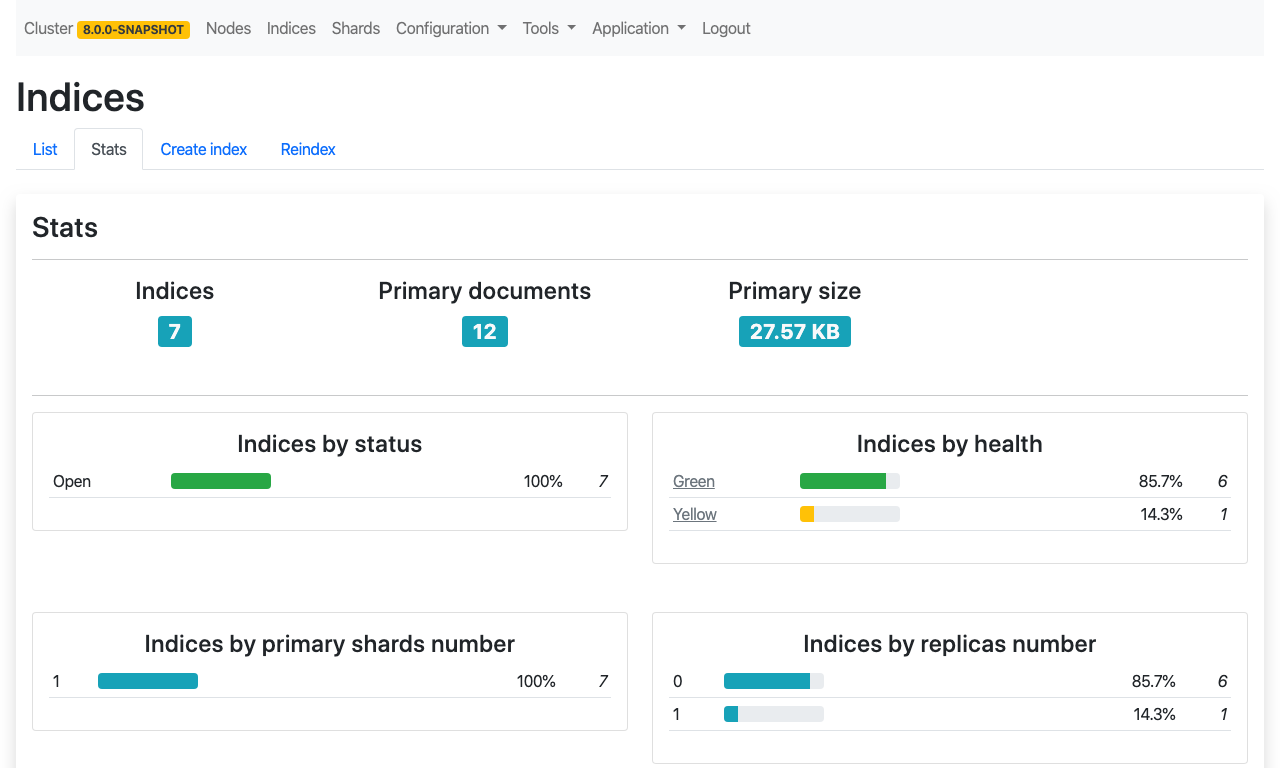 Cluster 8.0.0-SNAPSHOT Nodes Indices Shards Configuration Tools Application Logout
Indices
List Stats Create index Reindex
Stats
Indices Primary documents Primary size
7 12 27.57 KB
Indices by status
Open 100% 7
Indices by health
Green 85.7% 6
Yellow 14.3% 1
Indices by primary shards number
1 100% 7
Indices by replicas number
0 85.7% 6
1 14.3% 1